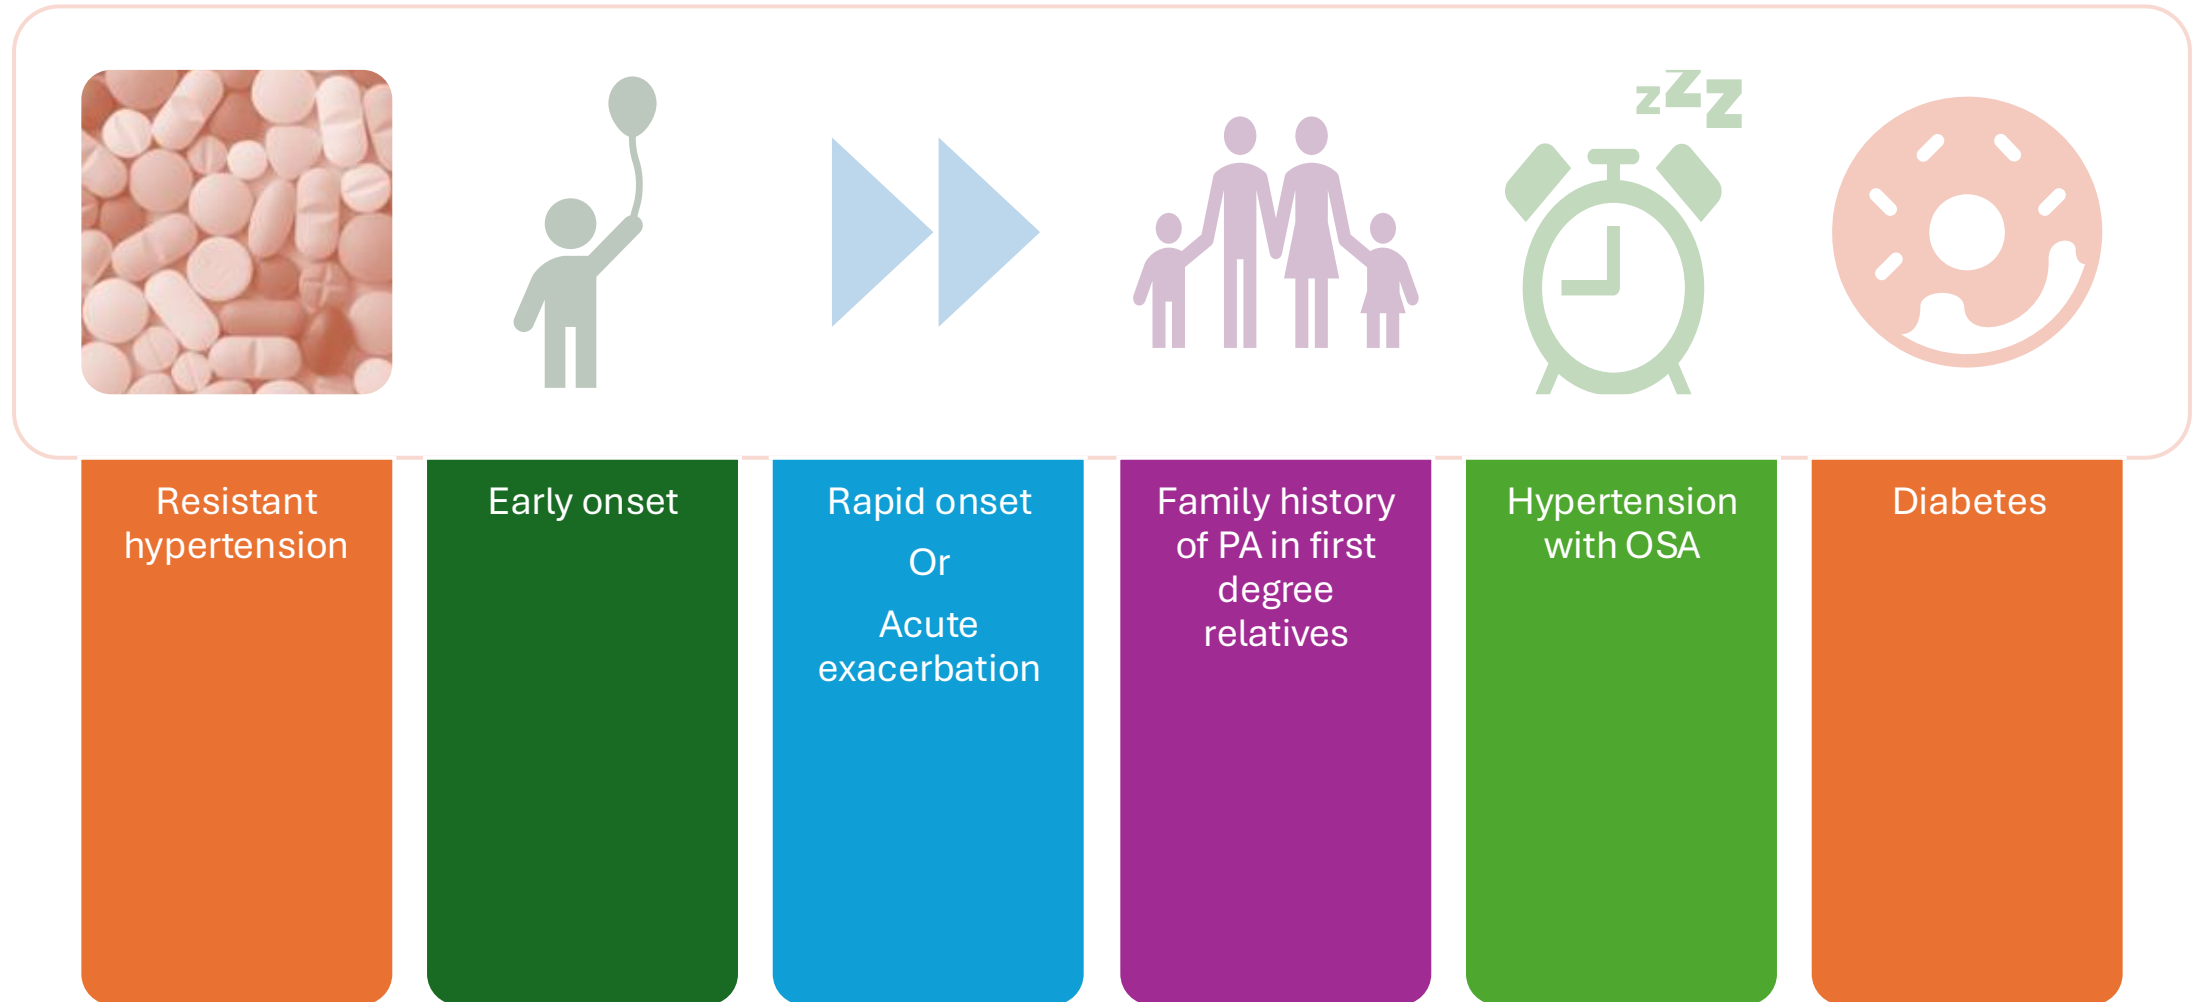 zzz
Resistant
hypertension
Early onset
Rapid onset
Or
Acute
exacerbation
Family history
of PA in first
degree
relatives
Hypertension
with OSA
Diabetes